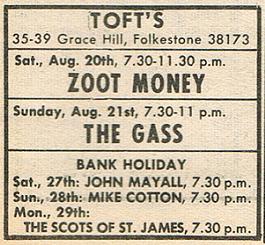 TOFT'S
35-39 Grace Hill, Folkestone 38173
Sat., Aug. 20th, 7.30-11.30 p.m.
ZOOT MONEY
Sunday, Aug. 21st, 7.30-11 p.m.
THE GASS
BANK HOLIDAY
Sat., 27th: JOHN MAYALL, 7.30 p.m.
Sun., 28th: MIKE COTTON, 7.30 p.m.
Mon., 29th:
THE SCOTS OF ST. JAMES, 7.30 p.m.